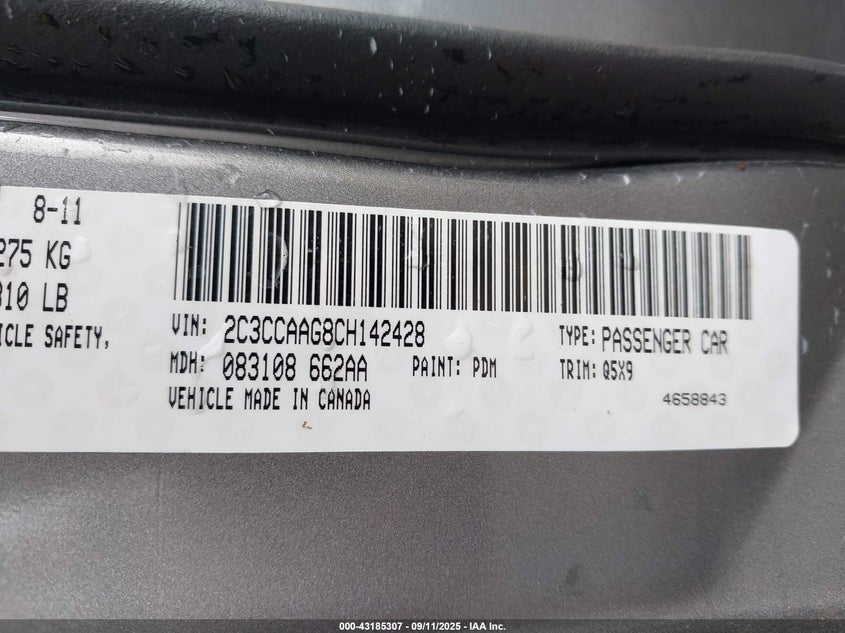 8-11
275 KG
310 LB
ICLE SAFETY,
VIN: 2C3CCAAG8CH142428
TYPE: PASSENGER CAR
MDH: 083108 662AA
PAINT: PDM
TRIM: Q5X9
VEHICLE MADE IN CANADA
4658843
000-43185307 - 09/11/2025 - IAA Inc.